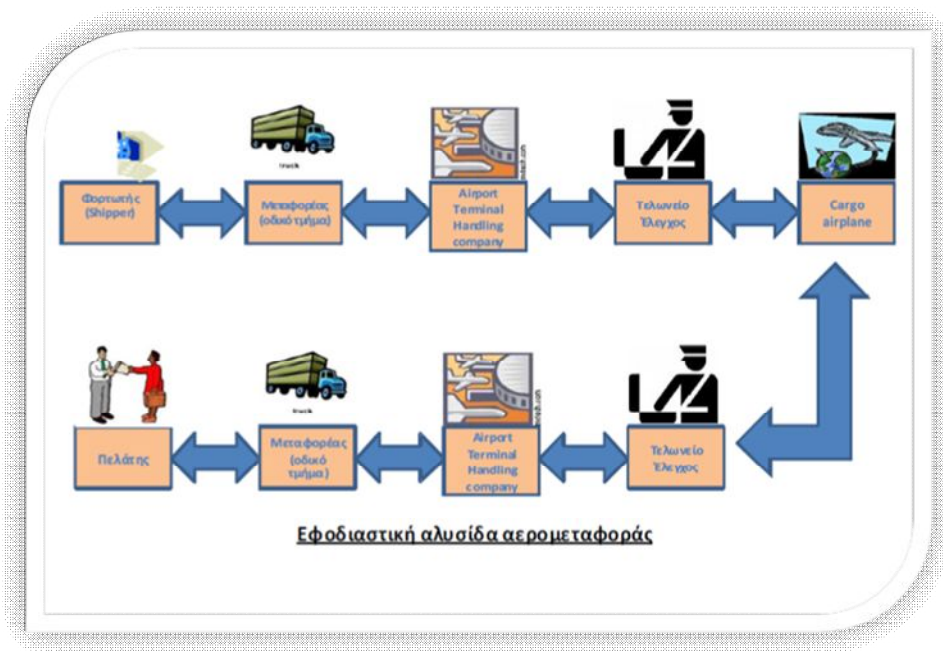 Φορτωτής
(Shipper)
truck
Μεταφορέας
(οδικό τμήμα)
Airport
Terminal
Handling
company
Τελωνείο
Έλεγχος
Cargo
airplane
Πελάτης
truck
Μεταφορέας
(οδικό
τμήμα)
Airport
Terminal
Handling
company
Τελωνείο
Έλεγχος
Εφοδιαστική αλυσίδα αερομεταφοράς